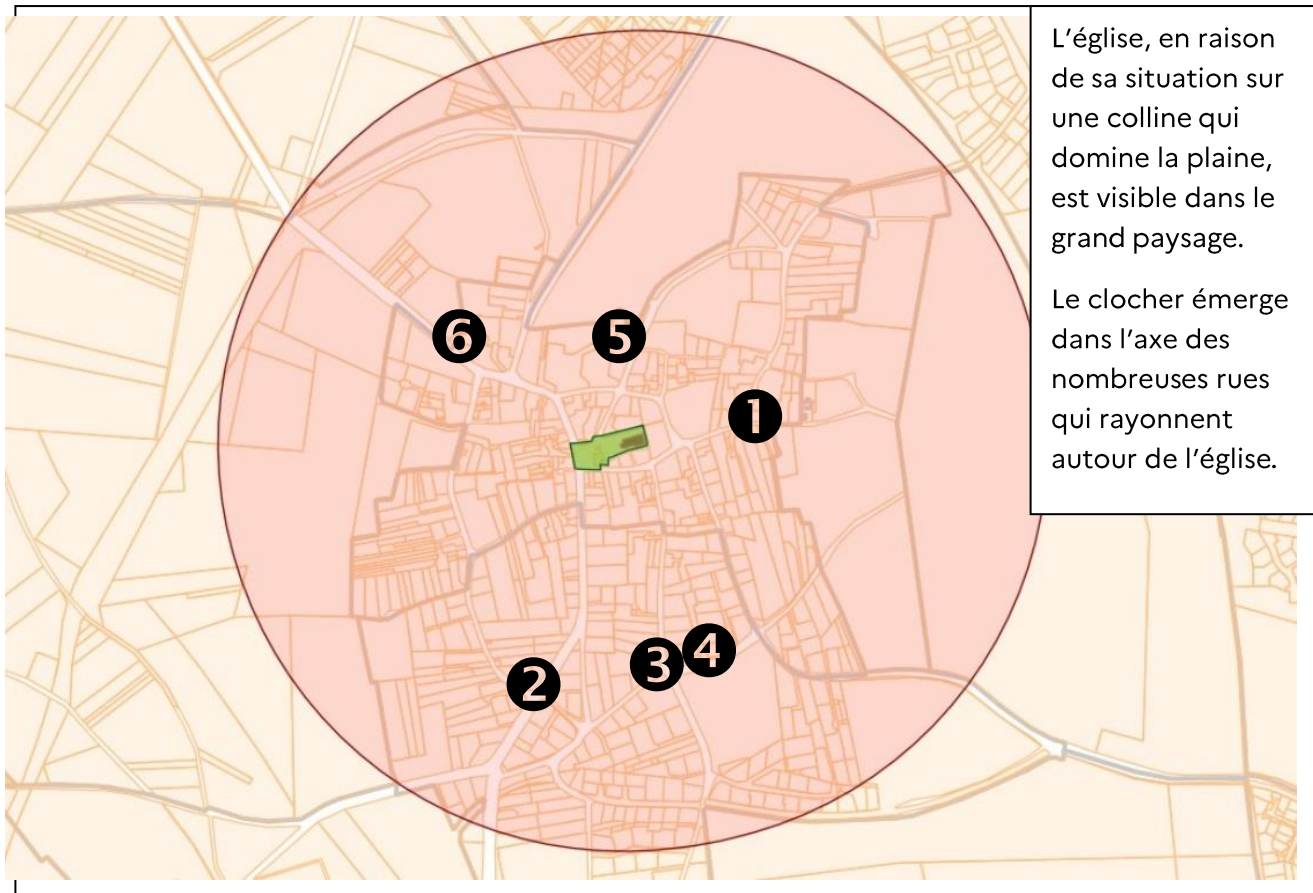 L'église, en raison
de sa situation sur
une colline qui
domine la plaine,
est visible dans le
grand paysage.
Le clocher émerge
dans l'axe des
nombreuses rues
qui rayonnent
autour de l'église.
6
5
1
2
3
4